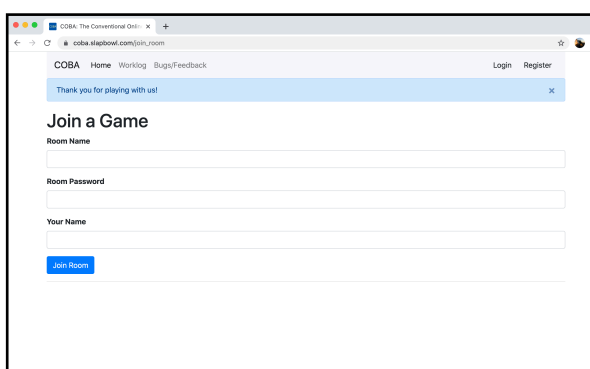 COBA: The Conventional Onlin
coba.slapbowl.com/join_room
COBA Home Worklog Bugs/Feedback Login Register
Thank you for playing with us! ×
Join a Game
Room Name
Room Password
Your Name
Join Room